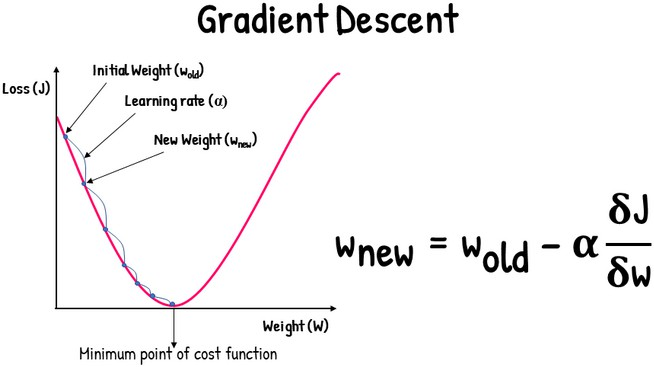 Gradient Descent
Initial Weight (wold)
Loss (J)
Learning rate (α)
New Weight (wnew)
wnew = wold − α δJ/δw
Weight (W)
Minimum point of cost function